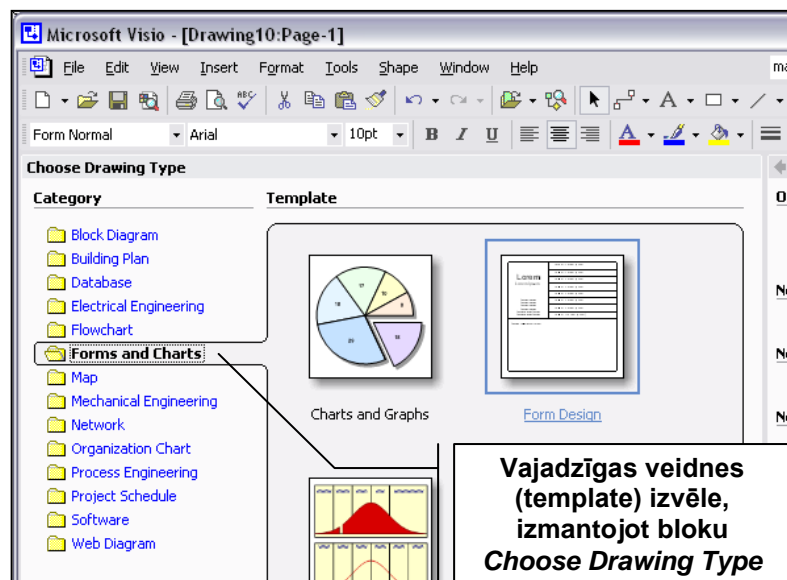 Microsoft Visio - [Drawing10:Page-1]
File Edit View Insert Format Tools Shape Window Help
Form Normal Arial 10pt B I U
Choose Drawing Type
Category Template
Block Diagram
Building Plan
Database
Electrical Engineering
Flowchart
Forms and Charts
Map
Mechanical Engineering
Network
Organization Chart
Process Engineering
Project Schedule
Software
Web Diagram
Charts and Graphs Form Design
Vajadzīgas veidnes
(template) izvēle,
izmantojot bloku
Choose Drawing Type